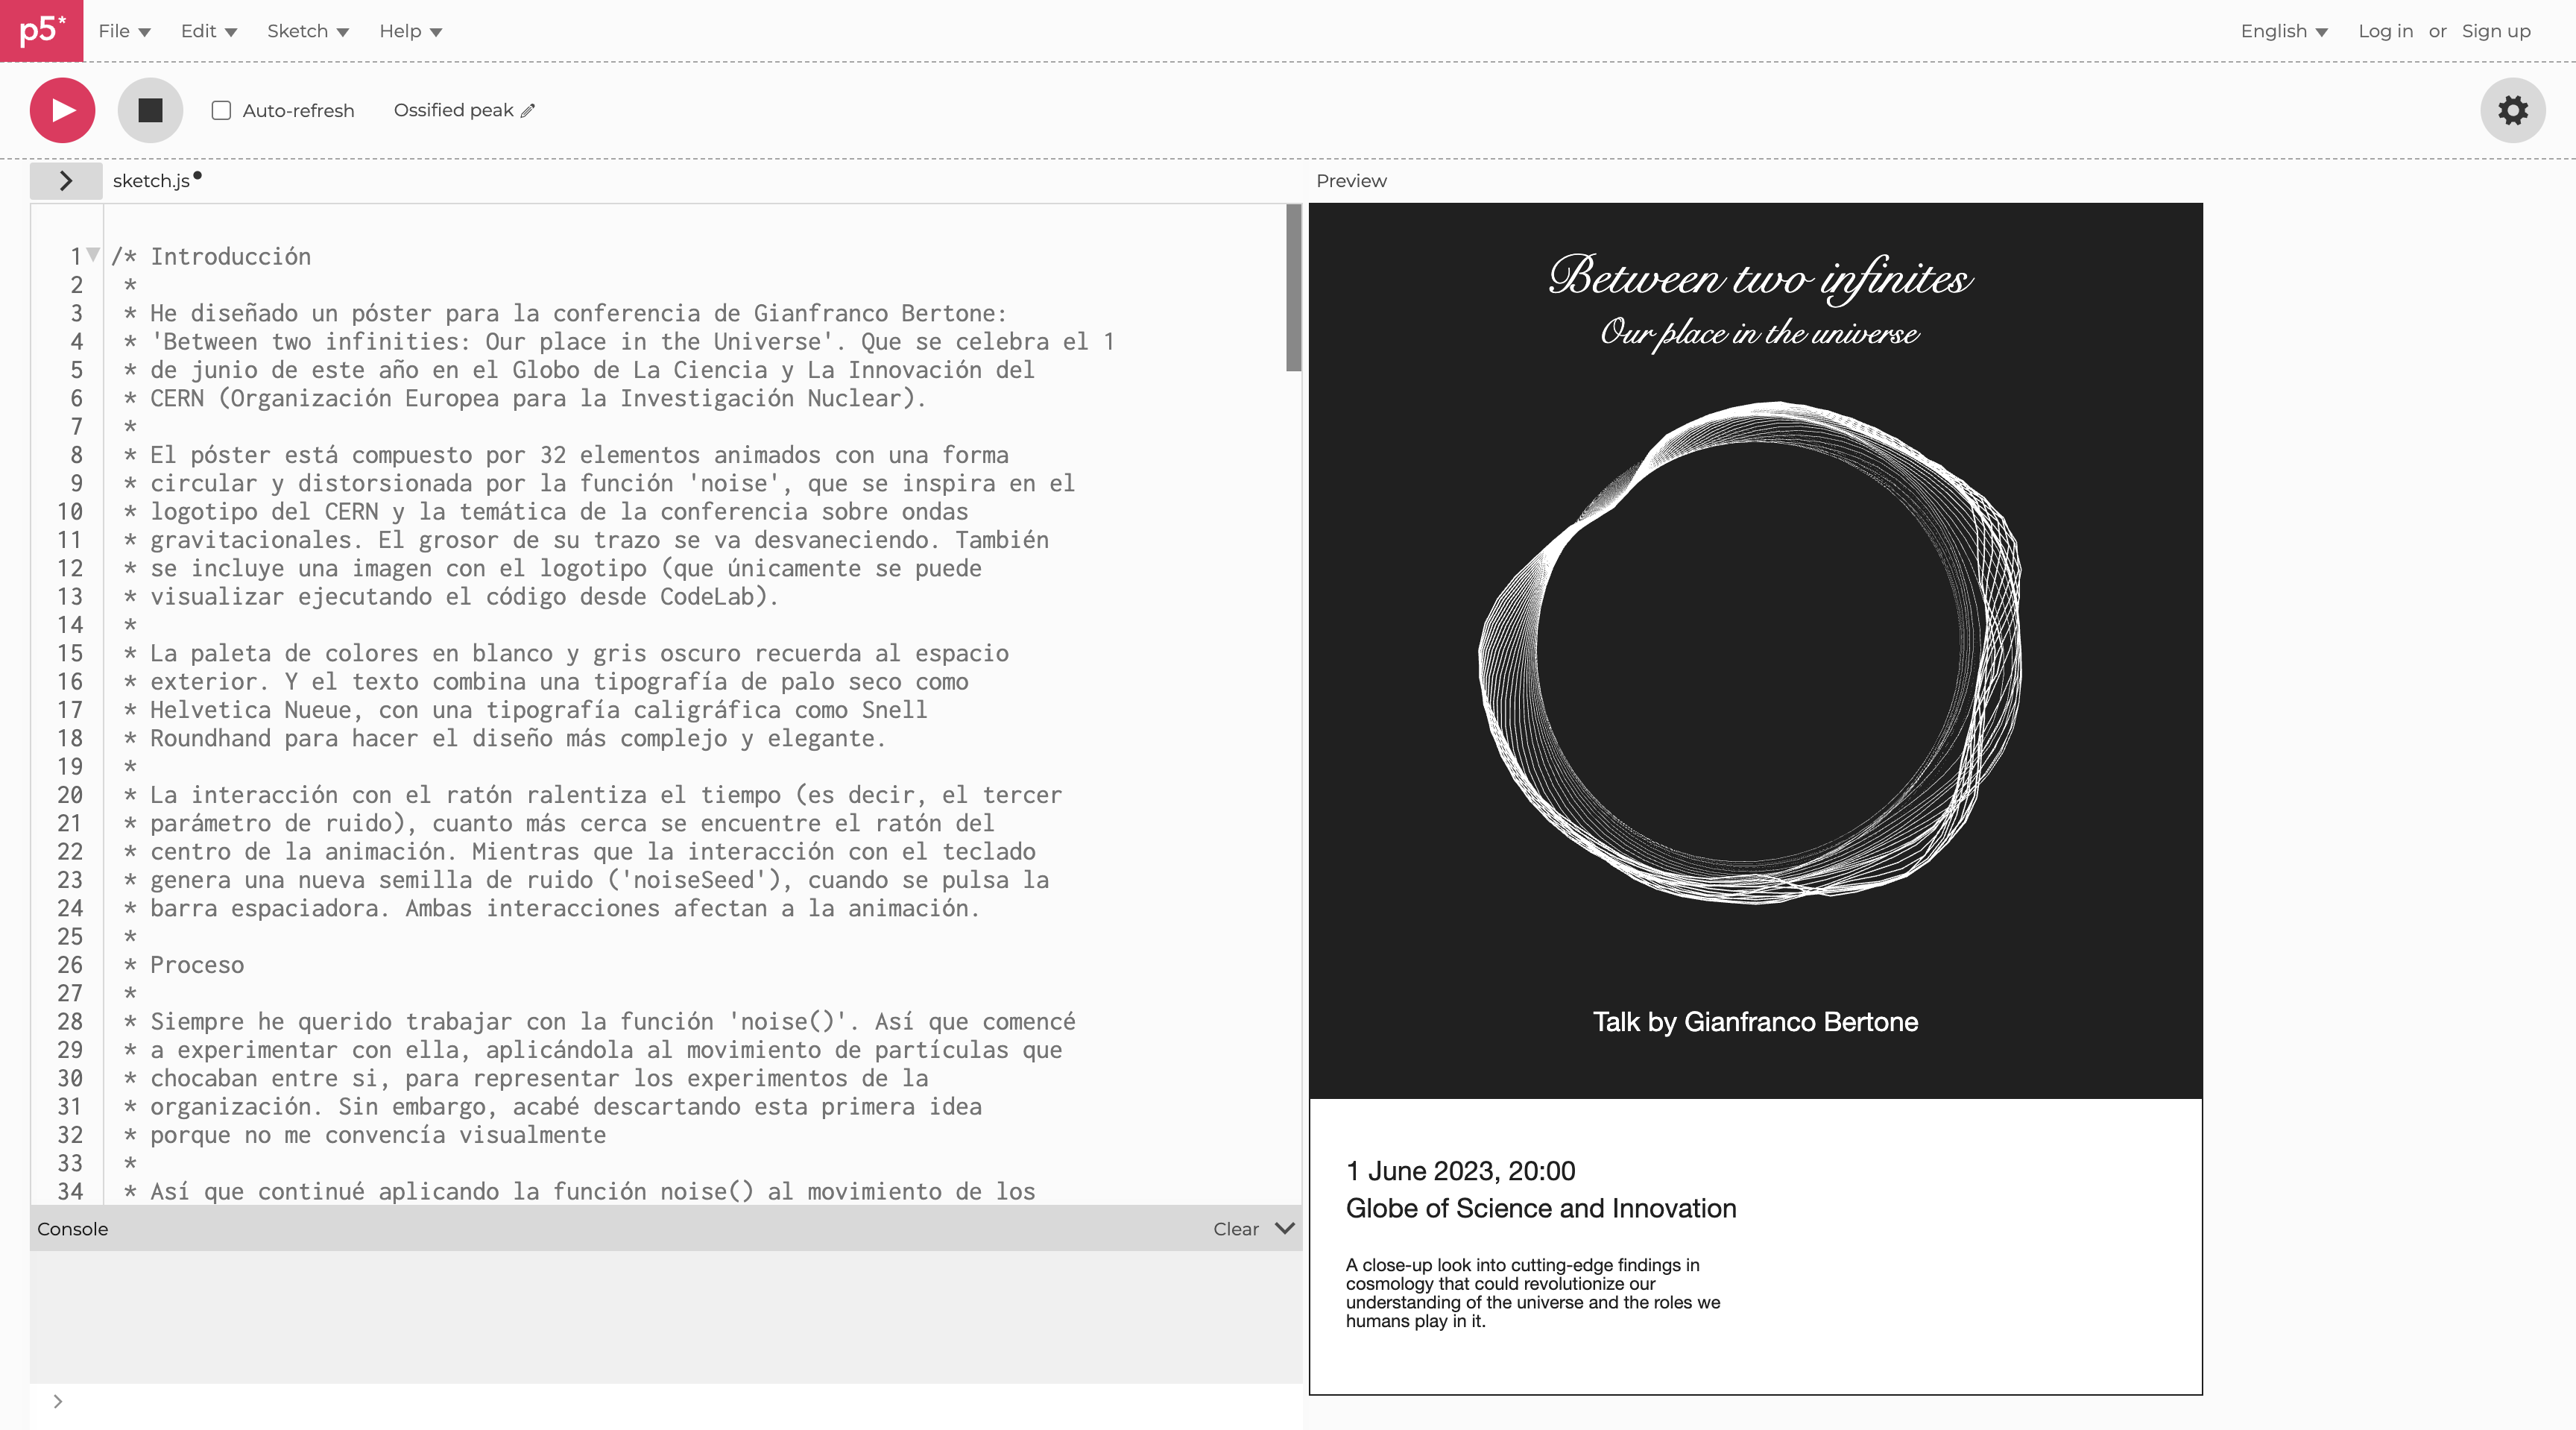 p5*
File
Edit
Sketch
Help
English
Log in or Sign up
Auto-refresh
Ossified peak
sketch.js
Preview
1 /* Introducción
2 *
3 * He diseñado un póster para la conferencia de Gianfranco Bertone:
4 * 'Between two infinities: Our place in the Universe'. Que se celebra el 1
5 * de junio de este año en el Globo de La Ciencia y La Innovación del
6 * CERN (Organización Europea para la Investigación Nuclear).
7 *
8 * El póster está compuesto por 32 elementos animados con una forma
9 * circular y distorsionada por la función 'noise', que se inspira en el
10 * logotipo del CERN y la temática de la conferencia sobre ondas
11 * gravitacionales. El grosor de su trazo se va desvaneciendo. También
12 * se incluye una imagen con el logotipo (que únicamente se puede
13 * visualizar ejecutando el código desde CodeLab).
14 *
15 * La paleta de colores en blanco y gris oscuro recuerda al espacio
16 * exterior. Y el texto combina una tipografía de palo seco como
17 * Helvetica Nueue, con una tipografía caligráfica como Snell
18 * Roundhand para hacer el diseño más complejo y elegante.
19 *
20 * La interacción con el ratón ralentiza el tiempo (es decir, el tercer
21 * parámetro de ruido), cuanto más cerca se encuentre el ratón del
22 * centro de la animación. Mientras que la interacción con el teclado
23 * genera una nueva semilla de ruido ('noiseSeed'), cuando se pulsa la
24 * barra espaciadora. Ambas interacciones afectan a la animación.
25 *
26 * Proceso
27 *
28 * Siempre he querido trabajar con la función 'noise()'. Así que comencé
29 * a experimentar con ella, aplicándola al movimiento de partículas que
30 * chocaban entre si, para representar los experimentos de la
31 * organización. Sin embargo, acabé descartando esta primera idea
32 * porque no me convencía visualmente
33 *
34 * Así que continué aplicando la función noise() al movimiento de los
Console
Clear
>
Between two infinites
Our place in the universe
Talk by Gianfranco Bertone
1 June 2023, 20:00
Globe of Science and Innovation
A close-up look into cutting-edge findings in
cosmology that could revolutionize our
understanding of the universe and the roles we
humans play in it.